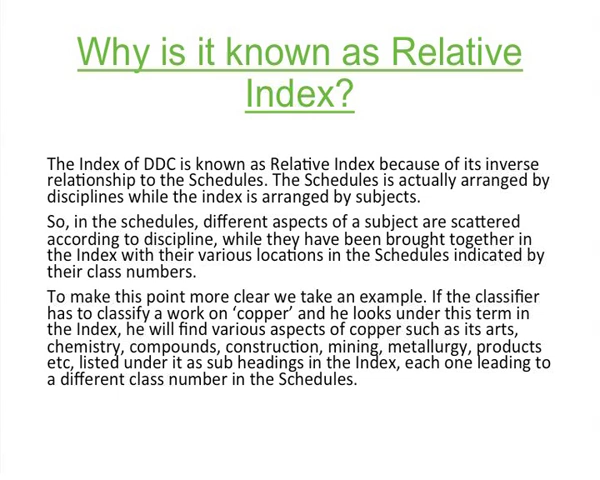 Why is it known as Relative
Index?
The Index of DDC is known as Relative Index because of its inverse
relationship to the Schedules. The Schedules is actually arranged by
disciplines while the index is arranged by subjects.
So, in the schedules, different aspects of a subject are scattered
according to discipline, while they have been brought together in
the Index with their various locations in the Schedules indicated by
their class numbers.
To make this point more clear we take an example. If the classifier
has to classify a work on ‘copper’ and he looks under this term in
the Index, he will find various aspects of copper such as its arts,
chemistry, compounds, construction, mining, metallurgy, products
etc, listed under it as sub headings in the Index, each one leading to
a different class number in the Schedules.